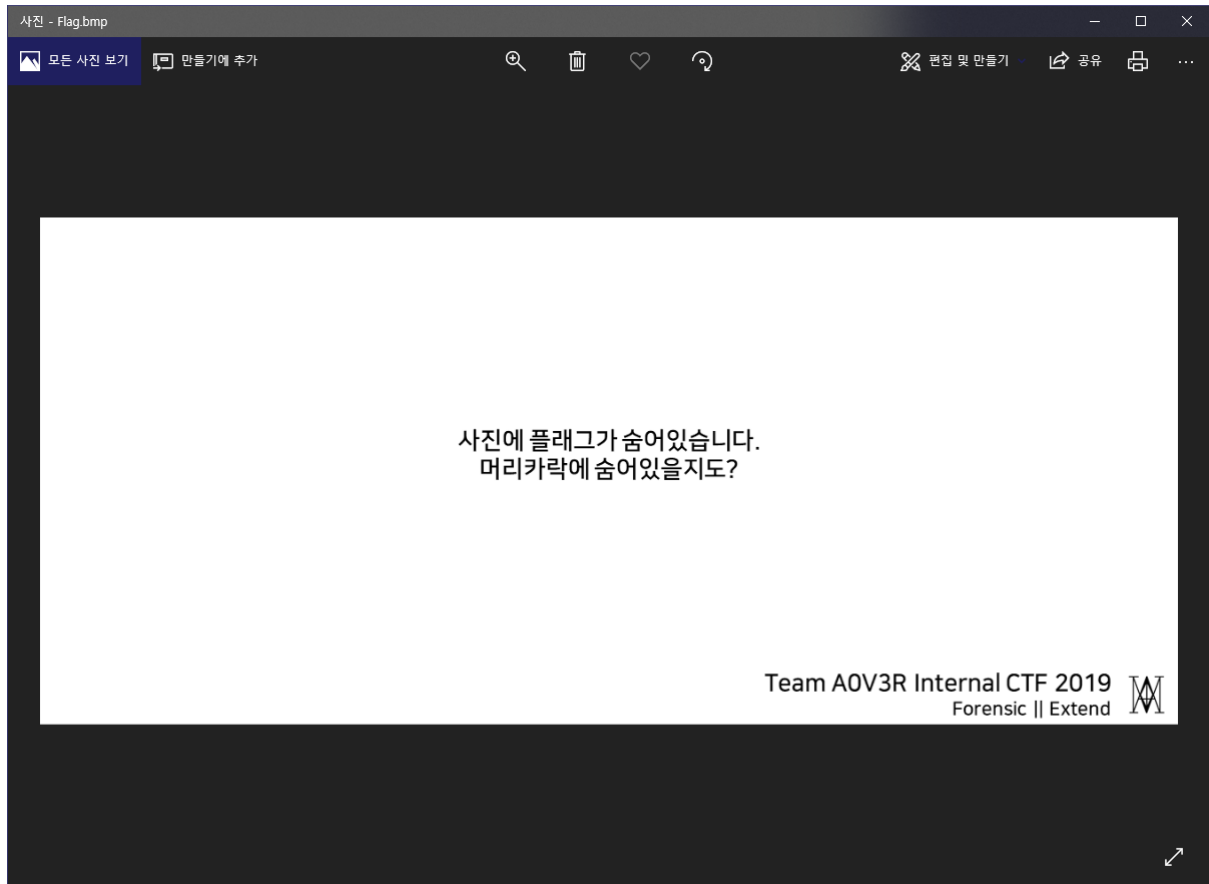 사진 - Flag.bmp
모든 사진 보기 만들기에 추가 편집 및 만들기 공유
사진에 플래그가 숨어있습니다.
머리카락에 숨어있을지도?
Team A0V3R Internal CTF 2019
Forensic || Extend